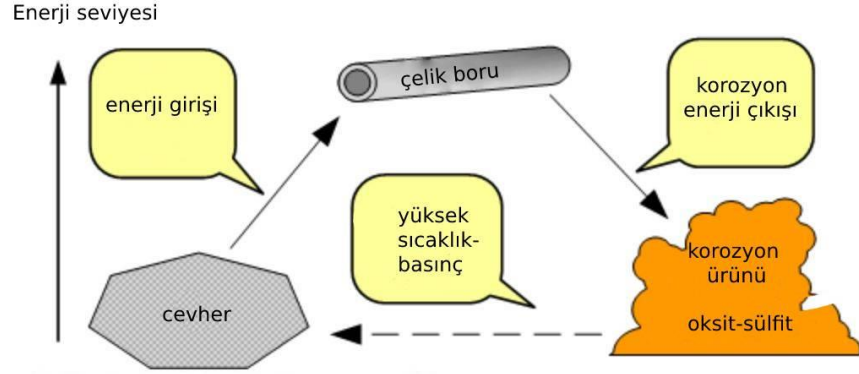 Enerji seviyesi
enerji girişi
çelik boru
korozyon
enerji çıkışı
yüksek
sıcaklık-
basınç
cevher
korozyon
ürünü
oksit-sülfit